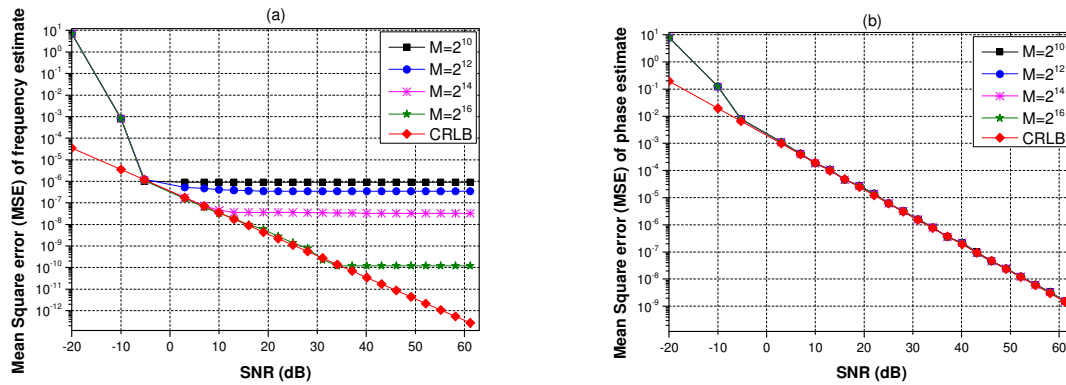 (a)
Mean Square error (MSE) of frequency estimate
10^1
10^0
10^-1
10^-2
10^-3
10^-4
10^-5
10^-6
10^-7
10^-8
10^-9
10^-10
10^-11
10^-12
-20 -10 0 10 20 30 40 50 60
SNR (dB)
M=2^10
M=2^12
M=2^14
M=2^16
CRLB
(b)
Mean Square error (MSE) of phase estimate
10^1
10^0
10^-1
10^-2
10^-3
10^-4
10^-5
10^-6
10^-7
10^-8
10^-9
-20 -10 0 10 20 30 40 50 60
SNR (dB)
M=2^10
M=2^12
M=2^14
M=2^16
CRLB